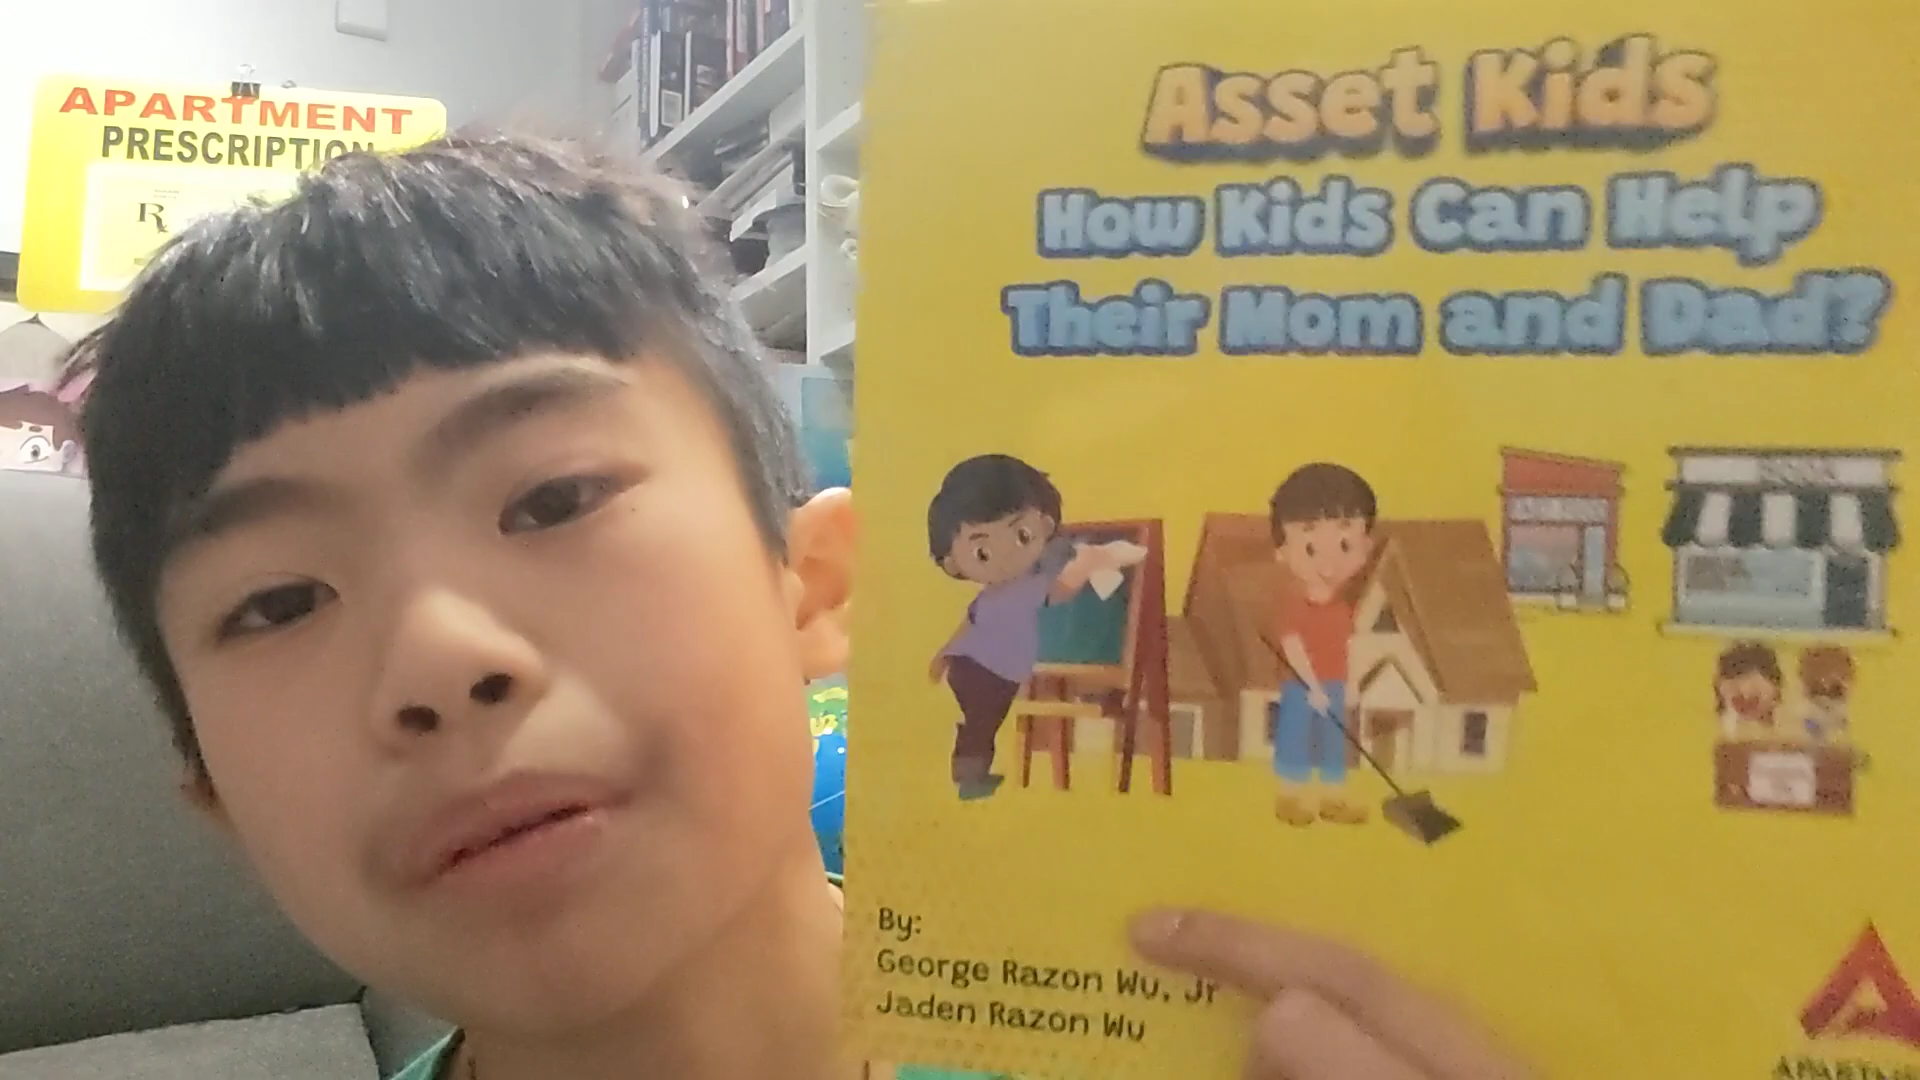 APARTMENT
PRESCRIPTION
Rx
Asset Kids
How Kids Can Help
Their Mom and Dad?
By:
George Razon Wu, Jr
Jaden Razon Wu